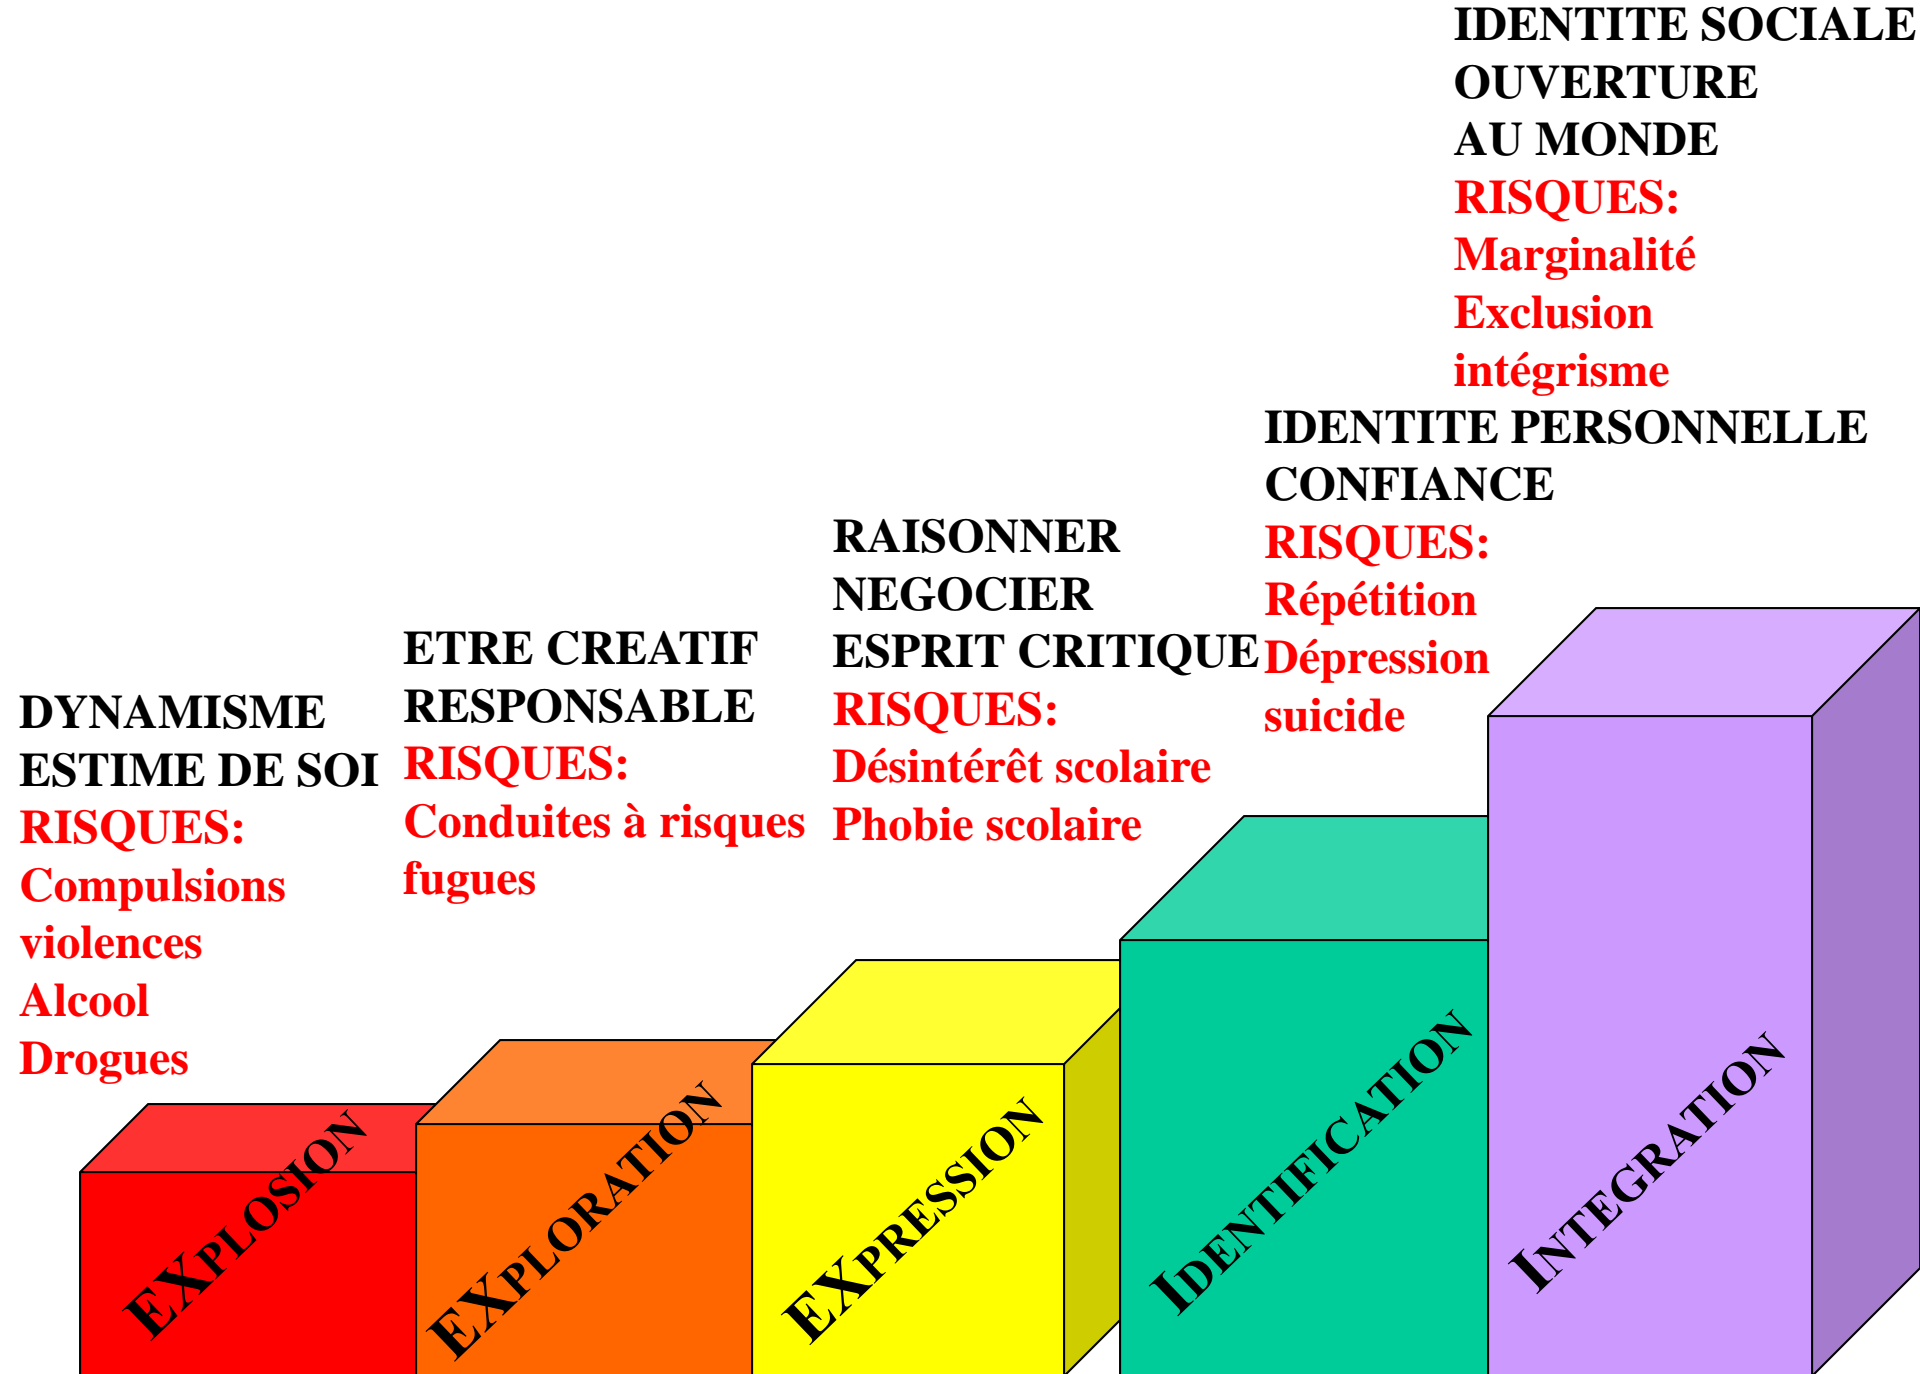 DYNAMISME
ESTIME DE SOI
RISQUES:
Compulsions
violences
Alcool
Drogues
ETRE CREATIF
RESPONSABLE
RISQUES:
Conduites à risques
fugues
RAISONNER
NEGOCIER
ESPRIT CRITIQUE
RISQUES:
Désintérêt scolaire
Phobie scolaire
IDENTITE PERSONNELLE
CONFIANCE
RISQUES:
Répétition
Dépression
suicide
IDENTITE SOCIALE
OUVERTURE
AU MONDE
RISQUES:
Marginalité
Exclusion
intégrisme
EXPLOSION
EXPLORATION
EXPRESSION
IDENTIFICATION
INTEGRATION